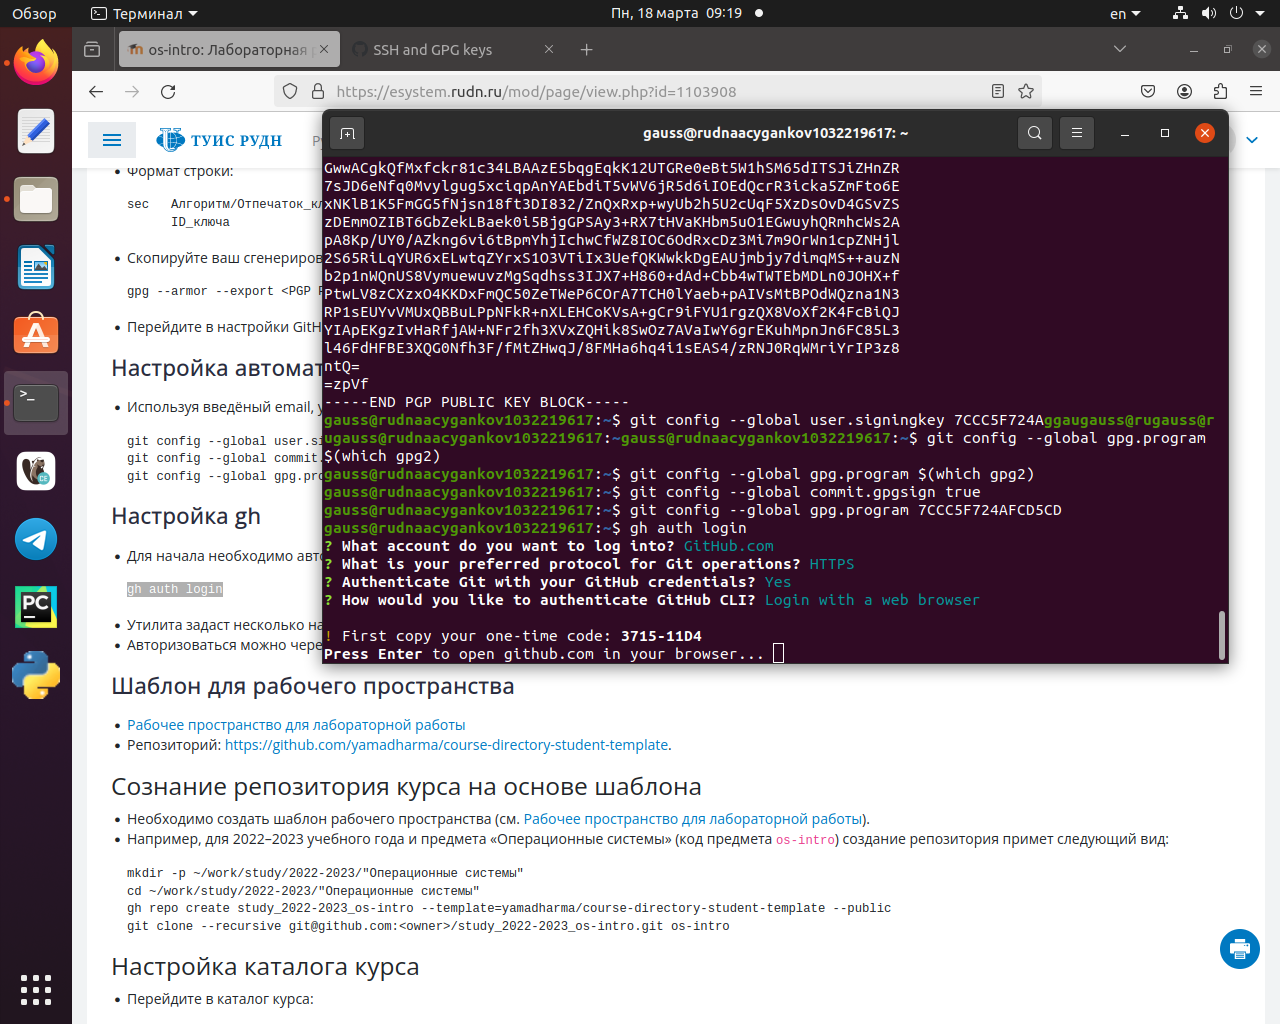 Обзор
Терминал
Пн, 18 марта 09:19
en
os-intro: Лабораторная
SSH and GPG keys
https://esystem.rudn.ru/mod/page/view.php?id=1103908
ТУИС РУДН
Формат строки:
sec Алгоритм/Отпечаток_кл
ID_ключа
Скопируйте ваш сгенериров
gpg --armor --export <PGP
Перейдите в настройки GitH
Настройка автомат
Используя введёный email, у
git config --global user.si
git config --global commit.
git config --global gpg.pro
Настройка gh
Для начала необходимо авто
gh auth login
Утилита задаст несколько на
Авторизоваться можно чере
gauss@rudnaacygankov1032219617: ~
GwwACgkQfMxfckr81c34LBAAzE5bqgEqkK12UTGRe0eBt5W1hSM65dITSJiZHnZR
7sJD6eNfq0Mvylgug5xciqpAnYAEbdiT5vWV6jR5d6iIOEdQcrR3icka5ZmFto6E
xNKlB1K5FmGG5fNjsn18ft3DI832/ZnQxRxp+wyUb2h5U2cUqF5XzDsOvD4GSvZS
zDEmmOZIBT6GbZekLBaek0i5BjgGPSAy3+RX7tHVaKHbm5uO1EGwuyhQRmhcWs2A
pA8Kp/UY0/AZkng6vi6tBpmYhjIchwCfWZ8IOC6OdRxcDz3Mi7m9OrWn1cpZNHjl
2S65RiLqYUR6xELwtqZYrxS1O3VTiIx3UefQKWwkkDgEAUjmbjy7dimqMS++auzN
b2p1nWQnUS8VymuewuvzMgSqdhss3IJX7+H860+dAd+Cbb4wTWTEbMDLn0JOHX+f
PtwLV8zCXzxO4KKDxFmQC50ZeTWeP6COrA7TCH0lYaeb+pAIVsMtBPOdWQzna1N3
RP1sEUYvVMUxQBBuLPpNFkR+nXLEHCoKVsA+gCr9iFYU1rgzQX8VoXf2K4FcBiQJ
YIApEKgzIvHaRfjAW+NFr2fh3XVxZQHik8SwOz7AVaIwY6grEKuhMpnJn6FC85L3
l46FdHFBE3XQG0Nfh3F/fMtZHwqJ/8FMHa6hq4i1sEAS4/zRNJ0RqWMriYrIP3z8
ntQ=
=zpVf
-----END PGP PUBLIC KEY BLOCK-----
gauss@rudnaacygankov1032219617:~$ git config --global user.signingkey 7CCC5F724Aggaugauss@rugauss@r
ugauss@rudnaacygankov1032219617:~gauss@rudnaacygankov1032219617:~$ git config --global gpg.program
$(which gpg2)
gauss@rudnaacygankov1032219617:~$ git config --global gpg.program $(which gpg2)
gauss@rudnaacygankov1032219617:~$ git config --global commit.gpgsign true
gauss@rudnaacygankov1032219617:~$ git config --global gpg.program 7CCC5F724AFCD5CD
gauss@rudnaacygankov1032219617:~$ gh auth login
? What account do you want to log into? GitHub.com
? What is your preferred protocol for Git operations? HTTPS
? Authenticate Git with your GitHub credentials? Yes
? How would you like to authenticate GitHub CLI? Login with a web browser
! First copy your one-time code: 3715-11D4
Press Enter to open github.com in your browser...
Шаблон для рабочего пространства
Рабочее пространство для лабораторной работы
Репозиторий: https://github.com/yamadharma/course-directory-student-template.
Сознание репозитория курса на основе шаблона
Необходимо создать шаблон рабочего пространства (см. Рабочее пространство для лабораторной работы).
Например, для 2022–2023 учебного года и предмета «Операционные системы» (код предмета os-intro) создание репозитория примет следующий вид:
mkdir -p ~/work/study/2022-2023/"Операционные системы"
cd ~/work/study/2022-2023/"Операционные системы"
gh repo create study_2022-2023_os-intro --template=yamadharma/course-directory-student-template --public
git clone --recursive git@github.com:<owner>/study_2022-2023_os-intro.git os-intro
Настройка каталога курса
Перейдите в каталог курса: